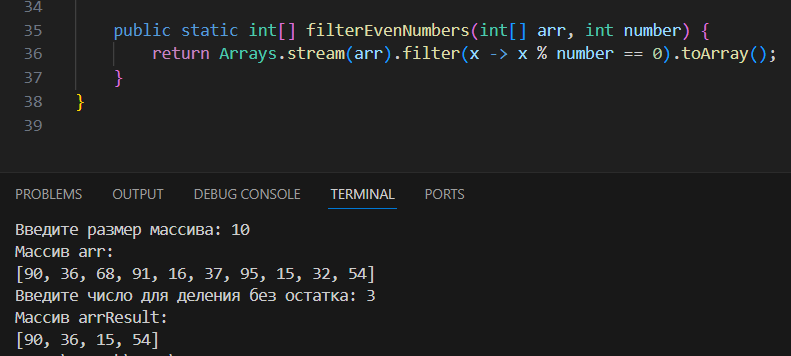 34
35 public static int[] filterEvenNumbers(int[] arr, int number) {
36 return Arrays.stream(arr).filter(x -> x % number == 0).toArray();
37 }
38 }
39
PROBLEMS OUTPUT DEBUG CONSOLE TERMINAL PORTS
Введите размер массива: 10
Массив arr:
[90, 36, 68, 91, 16, 37, 95, 15, 32, 54]
Введите число для деления без остатка: 3
Массив arrResult:
[90, 36, 15, 54]